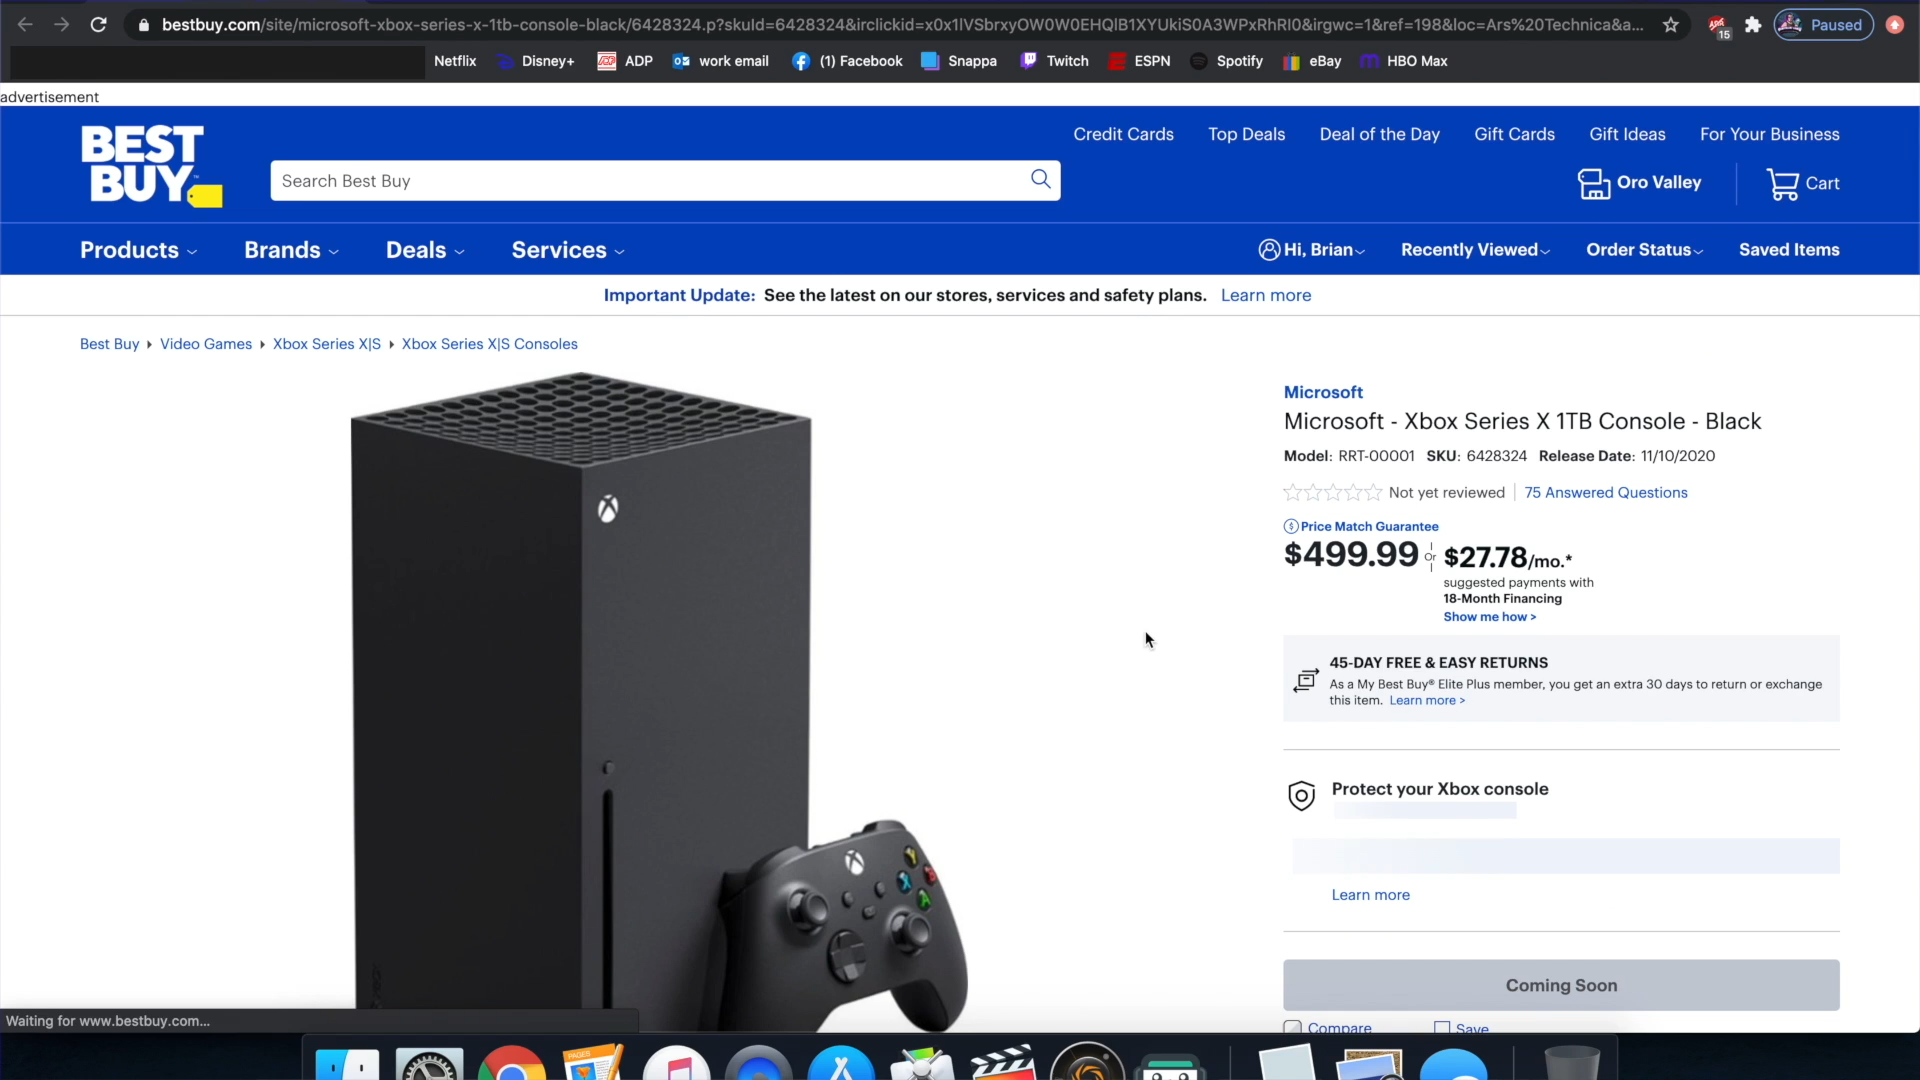 bestbuy.com/site/microsoft-xbox-series-x-1tb-console-black/6428324.p?skuId=6428324&irclickid=x0x1lVSbrxyOW0W0EHQlB1XYUkiS0A3WPxRhRl0&irgwc=1&ref=198&loc=Ars%20Technica&a...
15
Paused
Netflix Disney+ ADP work email (1) Facebook Snappa Twitch ESPN Spotify eBay HBO Max
advertisement
Credit Cards Top Deals Deal of the Day Gift Cards Gift Ideas For Your Business
BEST
BUY
Search Best Buy
Oro Valley
Cart
Products Brands Deals Services Hi, Brian Recently Viewed Order Status Saved Items
Important Update: See the latest on our stores, services and safety plans. Learn more
Best Buy Video Games Xbox Series X|S Xbox Series X|S Consoles
Microsoft
Microsoft - Xbox Series X 1TB Console - Black
Model: RRT-00001 SKU: 6428324 Release Date: 11/10/2020
Not yet reviewed 75 Answered Questions
Price Match Guarantee
$499.99 Or $27.78/mo.*
suggested payments with
18-Month Financing
Show me how >
45-DAY FREE & EASY RETURNS
As a My Best Buy® Elite Plus member, you get an extra 30 days to return or exchange
this item. Learn more >
Protect your Xbox console
Learn more
Coming Soon
Compare Save
Y
X
B
A
Waiting for www.bestbuy.com...
PAGES